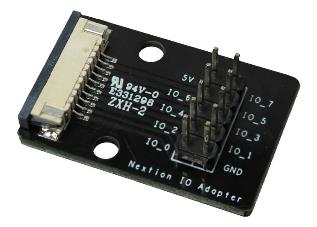 5V
IO_7
IO_6
IO_5
IO_4
IO_3
IO_2
IO_1
IO_0
GND
94V-0
E331298
ZXH-2
Nextion IO Adapter